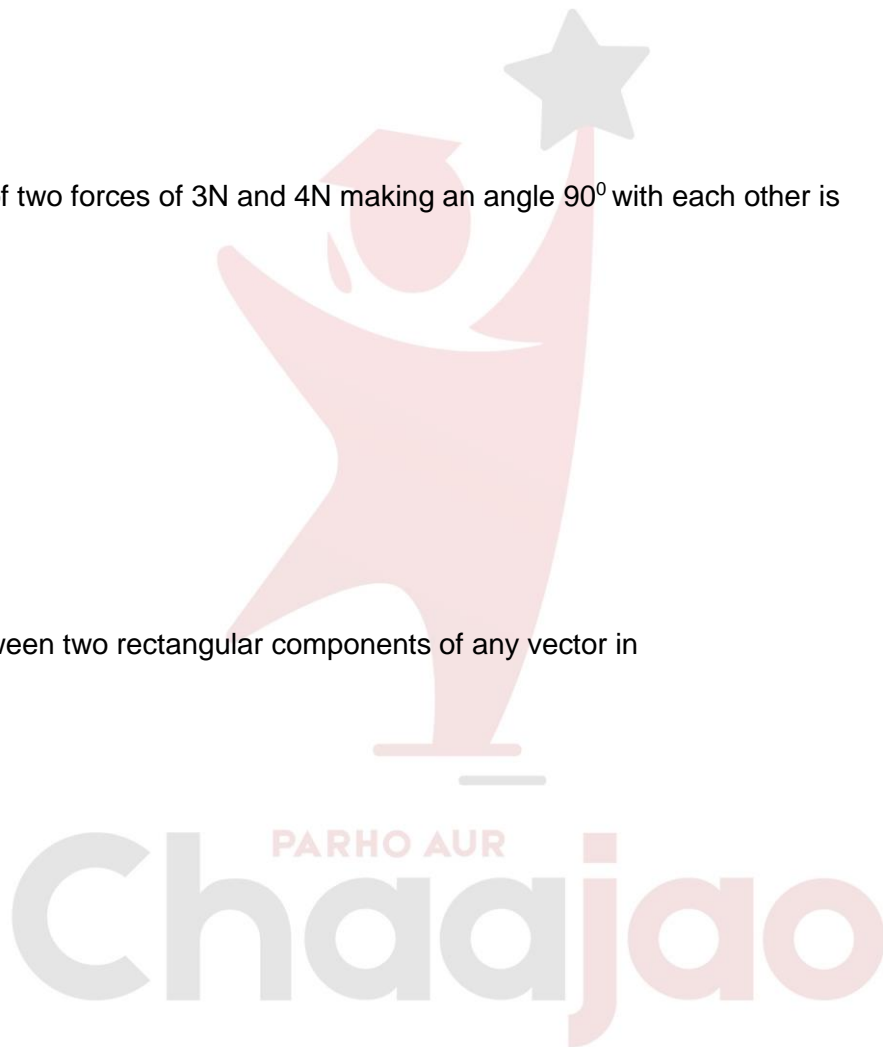 f two forces of 3N and 4N making an angle 90⁰ with each other is
ween two rectangular components of any vector in
PARHO AUR
Chaajao